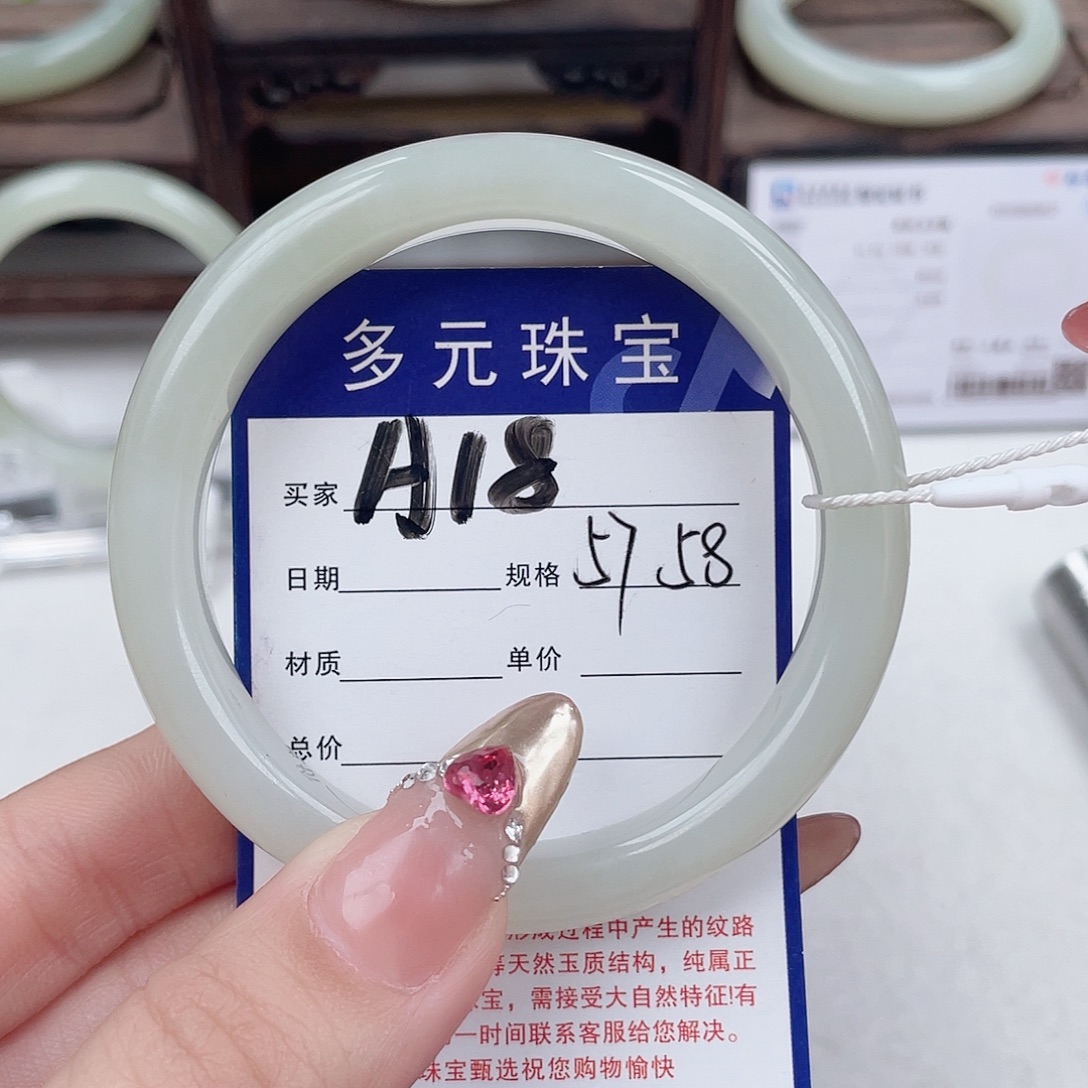 多元珠宝
买家 A18
日期 规格 57 58
材质 单价
总价
过程中产生的纹路
等天然玉质结构，纯属正
宝，需接受大自然特征!有
一时间联系客服给您解决。
珠宝甄选祝您购物愉快